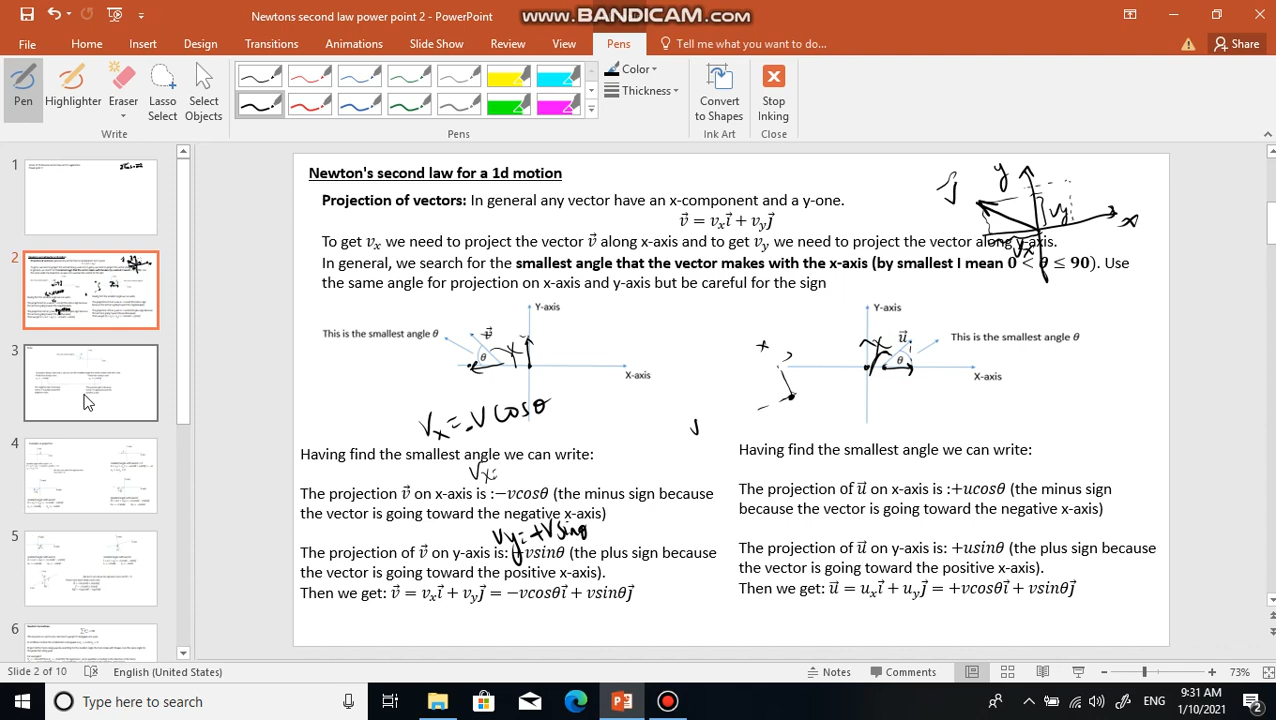 Newtons second law power point 2 - PowerPoint
www.BANDICAM.com
File Home Insert Design Transitions Animations Slide Show Review View Pens Tell me what you want to do... Share
Pen Highlighter Eraser Lasso Select Select Objects
Color
Thickness
Convert to Shapes
Stop Inking
Write Pens Ink Art Close
1
2
3
4
5
6
Newton's second law for a 1d motion
y
Projection of vectors: In general any vector have an x-component and a y-one.
v⃗ = vₓi⃗ + v_yj⃗
vy
x
To get vₓ we need to project the vector v⃗ along x-axis and to get v_y we need to project the vector along y-axis.
vx
In general, we search for the smallest angle that the vector makes with the x-axis (by smallest I mean 0 < θ ≤ 90). Use
the same angle for projection on x-axis and y-axis but be careful for the sign
Y-axis
This is the smallest angle θ
v⃗
θ
X-axis
Y-axis
u⃗
This is the smallest angle θ
θ
X-axis
Vx = -V cosθ
V
Having find the smallest angle we can write:
Vx=
The projection v⃗ on x-axis is :−vcosθ (the minus sign because
the vector is going toward the negative x-axis)
Vy = +V sinθ
The projection of v⃗ on y-axis is: +vsinθ (the plus sign because
the vector is going toward the positive x-axis).
Then we get: v⃗ = vₓi⃗ + v_yj⃗ = −vcosθi⃗ + vsinθj⃗
Having find the smallest angle we can write:
The projection of u⃗ on x-axis is :+ucosθ (the minus sign
because the vector is going toward the negative x-axis)
The projection of u⃗ on y-axis is: +usinθ (the plus sign because
the vector is going toward the positive x-axis).
Then we get: u⃗ = uₓi⃗ + u_yj⃗ = +vcosθi⃗ + vsinθj⃗
Slide 2 of 10 English (United States) Notes Comments 73%
Type here to search
ENG
9:31 AM
1/10/2021
2